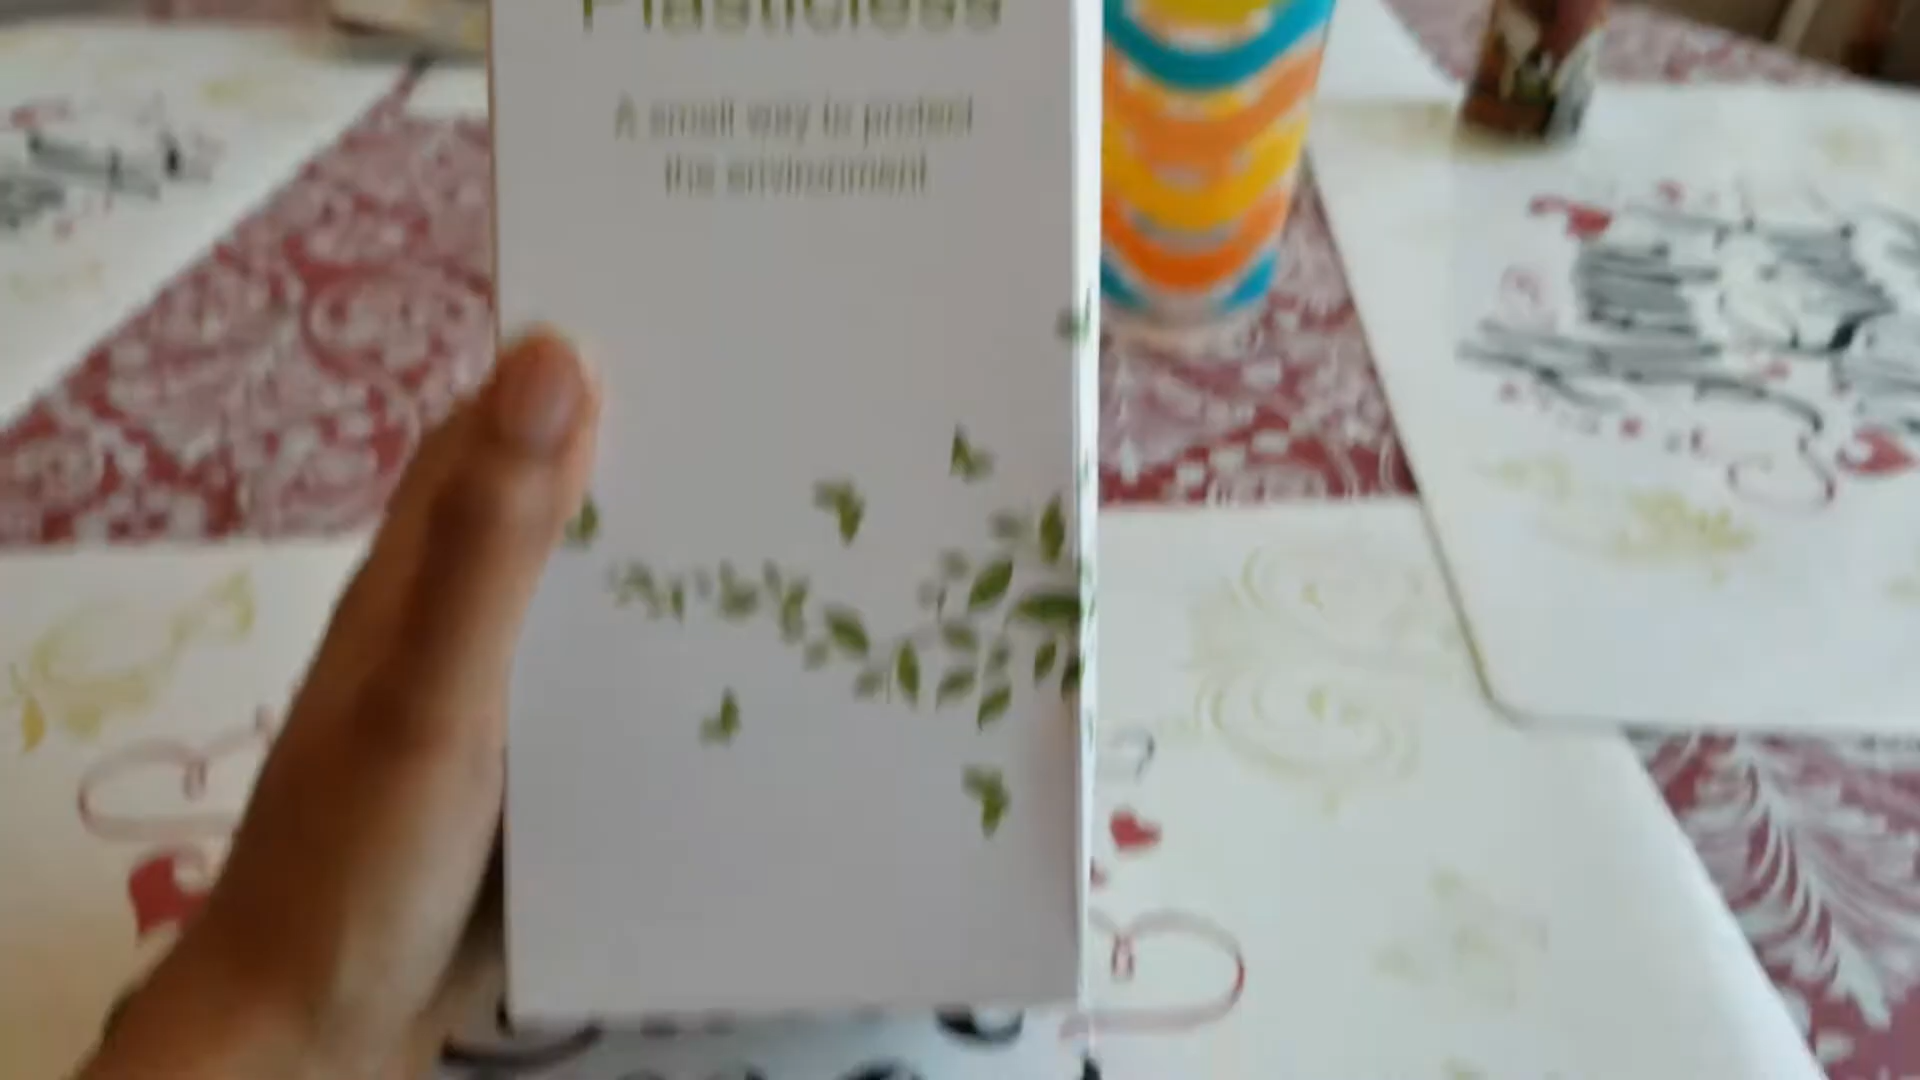 Plasticless
A small way to protect
the environment